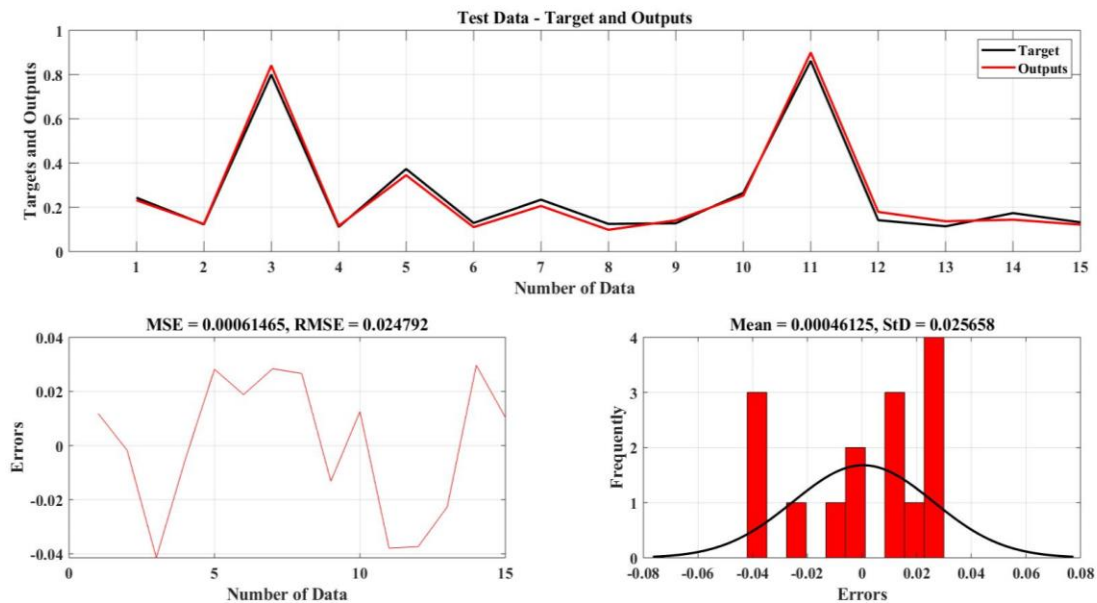 Test Data - Target and Outputs
Targets and Outputs
1
0.8
0.6
0.4
0.2
0
Target
Outputs
1 2 3 4 5 6 7 8 9 10 11 12 13 14 15
Number of Data
MSE = 0.00061465, RMSE = 0.024792
Errors
0.04
0.02
0
-0.02
-0.04
0 5 10 15
Number of Data
Mean = 0.00046125, StD = 0.025658
Frequently
4
3
2
1
0
-0.08 -0.06 -0.04 -0.02 0 0.02 0.04 0.06 0.08
Errors